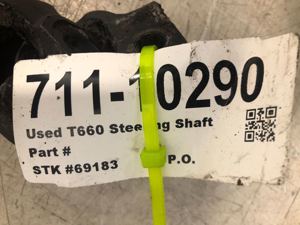 711-10290
Used T660 Steering Shaft
Part #
STK #69183 P.O.